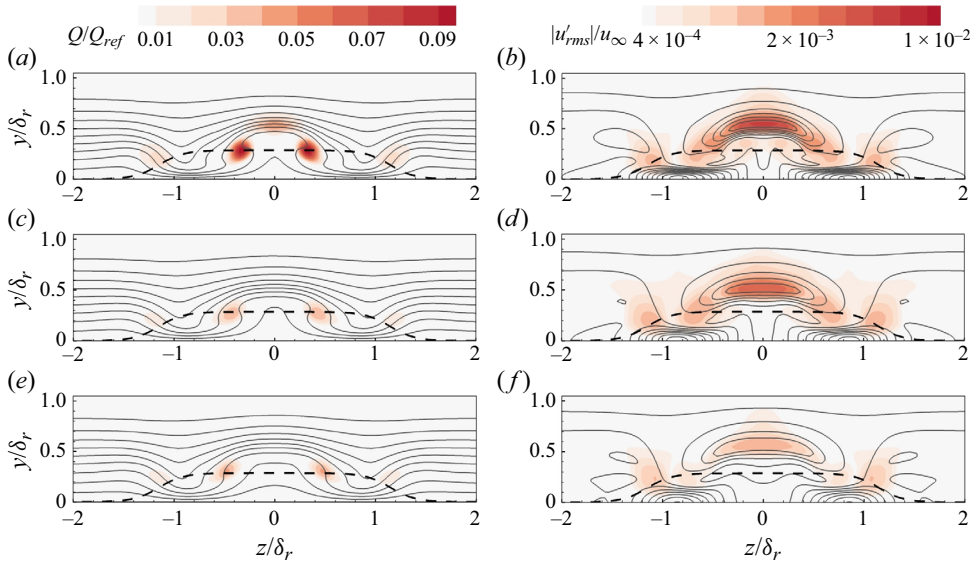 Q/Q_ref 0.01 0.03 0.05 0.07 0.09
|u′_rms|/u_∞ 4 × 10⁻⁴ 2 × 10⁻³ 1 × 10⁻²
(a) (b)
1.0 1.0
y/δ_r 0.5 0.5
0 0
−2 −1 0 1 2 −2 −1 0 1 2
(c) (d)
1.0 1.0
y/δ_r 0.5 0.5
0 0
−2 −1 0 1 2 −2 −1 0 1 2
(e) (f)
1.0 1.0
y/δ_r 0.5 0.5
0 0
−2 −1 0 1 2 −2 −1 0 1 2
z/δ_r z/δ_r